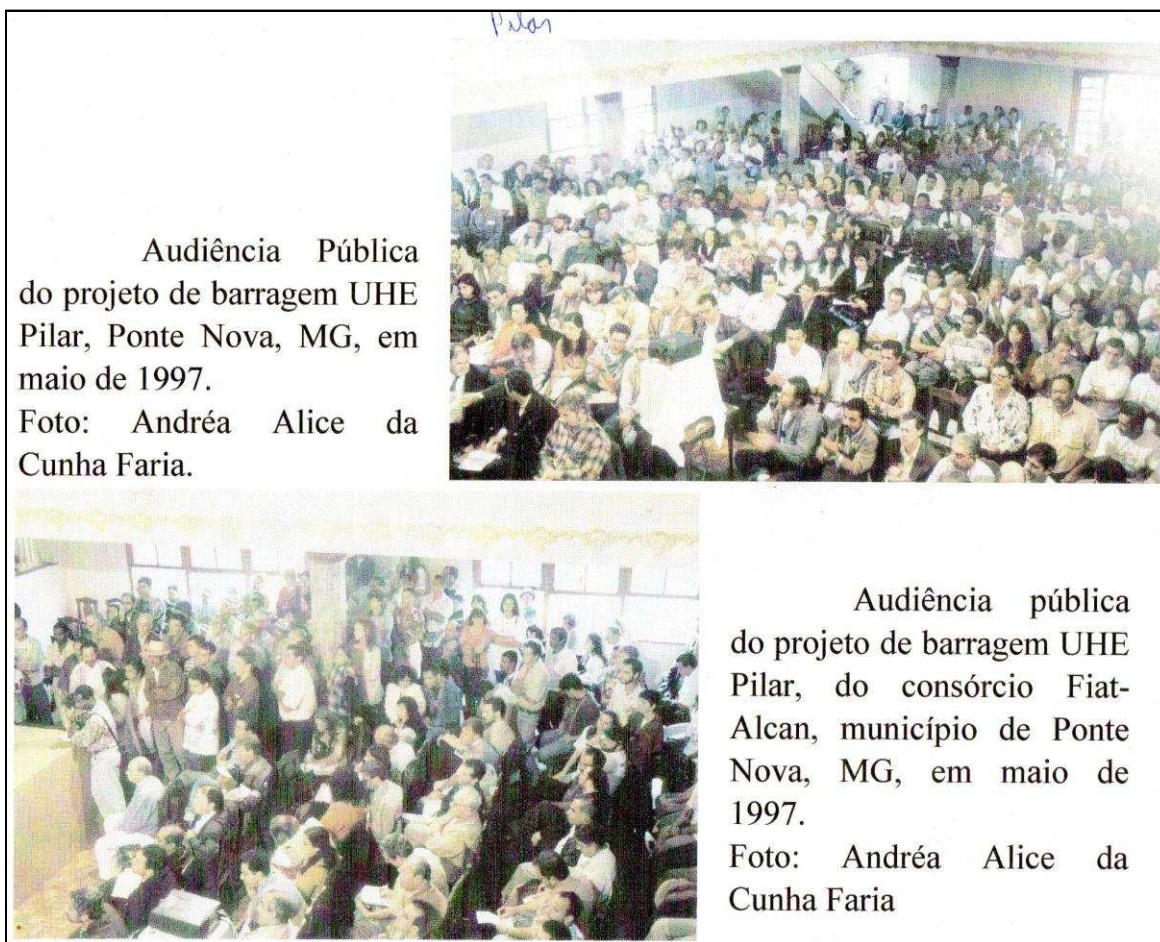 Pilar
Audiência Pública
do projeto de barragem UHE
Pilar, Ponte Nova, MG, em
maio de 1997.
Foto: Andréa Alice da
Cunha Faria.
Audiência pública
do projeto de barragem UHE
Pilar, do consórcio Fiat-
Alcan, município de Ponte
Nova, MG, em maio de
1997.
Foto: Andréa Alice da
Cunha Faria